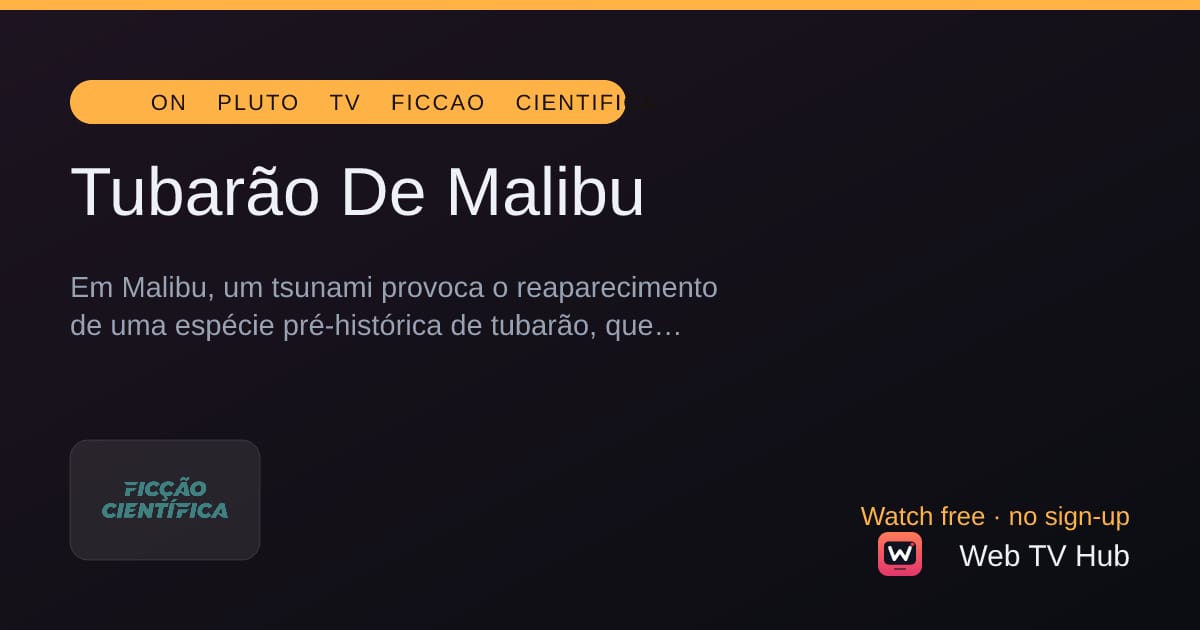 ON PLUTO TV FICCAO CIENTIFIC
Tubarão De Malibu
Em Malibu, um tsunami provoca o reaparecimento
de uma espécie pré-histórica de tubarão, que…
FICÇÃO
CIENTÍFICA
Watch free · no sign-up
W
Web TV Hub